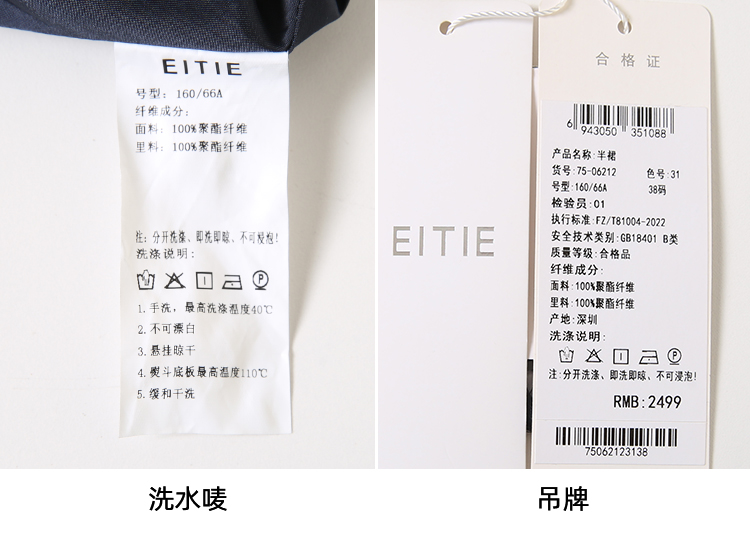 EITIE
号型: 160/66A
纤维成分:
面料: 100%聚酯纤维
里料: 100%聚酯纤维
注: 分开洗涤、即洗即晾、不可浸泡!
洗涤说明:
1. 手洗，最高洗涤温度40℃
2. 不可漂白
3. 悬挂晾干
4. 熨斗底板最高温度110℃
5. 缓和干洗
洗水唛
EITIE
合格证
6 943050 351088
产品名称:半裙
货号:75-06212 色号:31
号型:160/66A 38码
检验员:01
执行标准:FZ/T81004-2022
安全技术类别:GB18401 B类
质量等级:合格品
纤维成分:
面料:100%聚酯纤维
里料:100%聚酯纤维
产地:深圳
洗涤说明:
注:分开洗涤、即洗即晾、不可浸泡!
RMB:2499
75062123138
吊牌